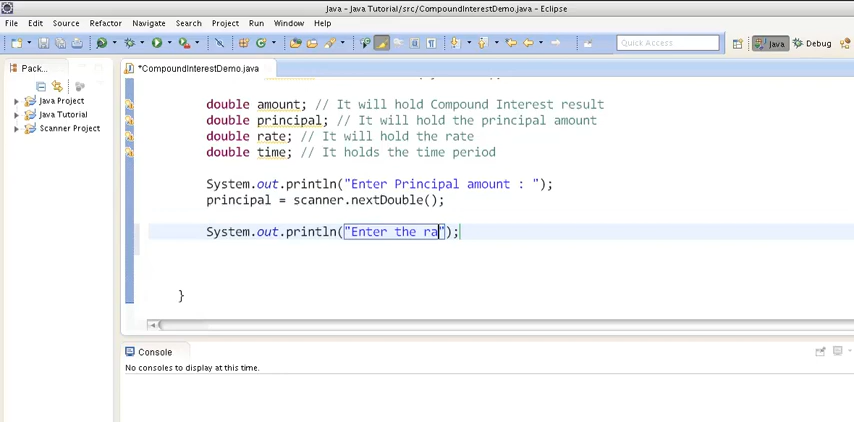 Java - Java Tutorial/src/CompoundInterestDemo.java - Eclipse
File Edit Source Refactor Navigate Search Project Run Window Help
Quick Access
Java
Debug
Pack...
*CompoundInterestDemo.java
Java Project
Java Tutorial
Scanner Project
double amount; // It will hold Compound Interest result
double principal; // It will hold the principal amount
double rate; // It will hold the rate
double time; // It holds the time period
System.out.println("Enter Principal amount : ");
principal = scanner.nextDouble();
System.out.println("Enter the ra");
}
Console
No consoles to display at this time.